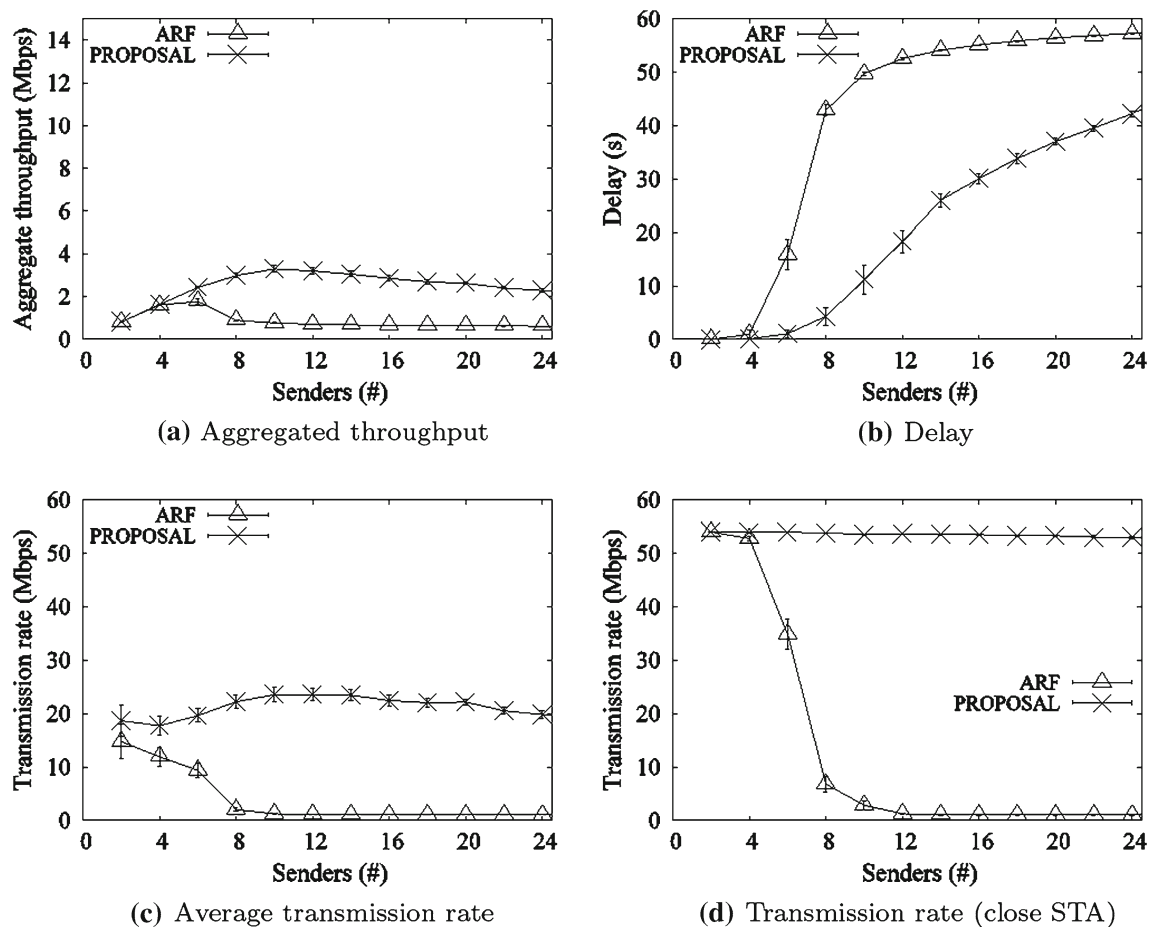 Aggregate throughput (Mbps)
14
12
10
8
6
4
2
0
ARF
PROPOSAL
0 4 8 12 16 20 24
Senders (#)
(a) Aggregated throughput
Delay (s)
60
50
40
30
20
10
0
ARF
PROPOSAL
0 4 8 12 16 20 24
Senders (#)
(b) Delay
Transmission rate (Mbps)
60
50
40
30
20
10
0
ARF
PROPOSAL
0 4 8 12 16 20 24
Senders (#)
(c) Average transmission rate
Transmission rate (Mbps)
60
50
40
30
20
10
0
ARF
PROPOSAL
0 4 8 12 16 20 24
Senders (#)
(d) Transmission rate (close STA)